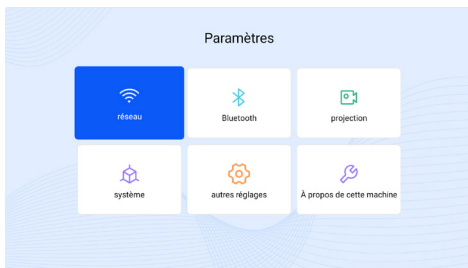 Paramètres
réseau
Bluetooth
projection
système
autres réglages
À propos de cette machine